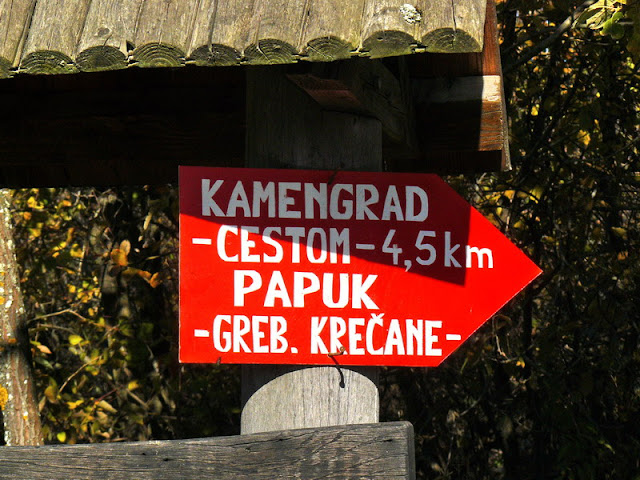 KAMENGRAD
- CESTOM - 4,5 km
PAPUK
- GREB. KREČANE -